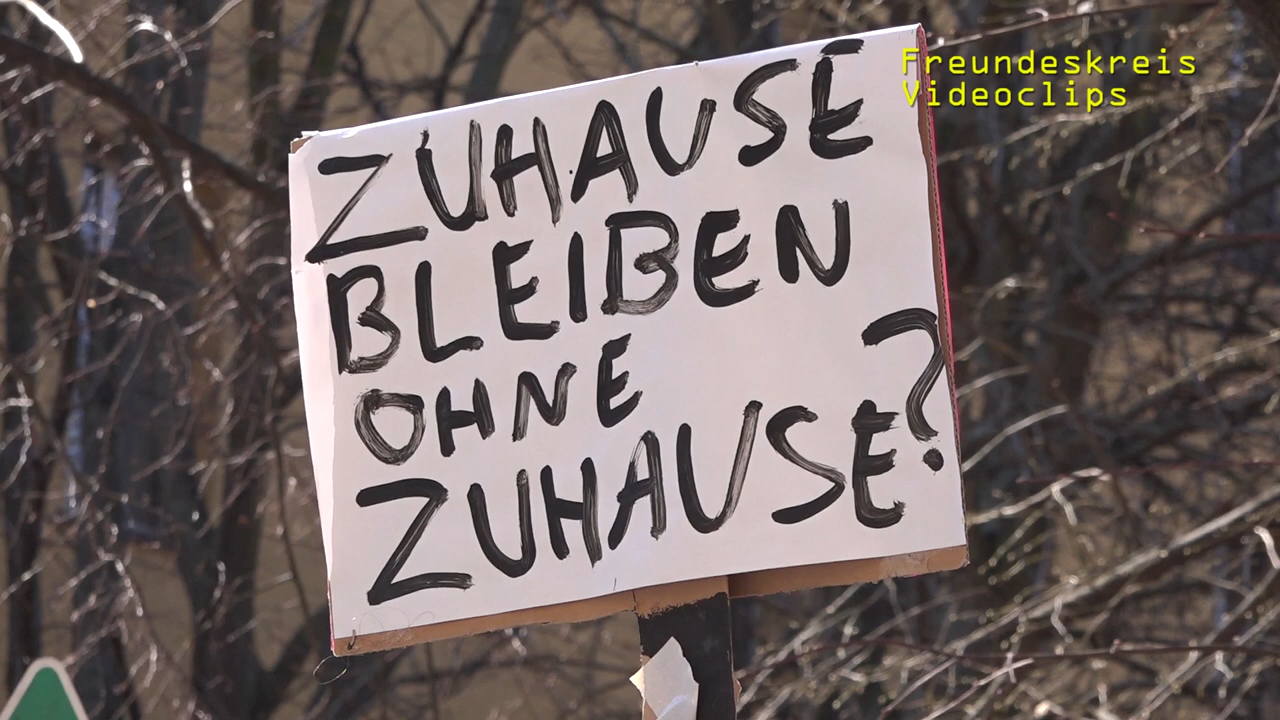 Freundeskreis
Videoclips
ZUHAUSE
BLEIBEN
OHNE
ZUHAUSE?